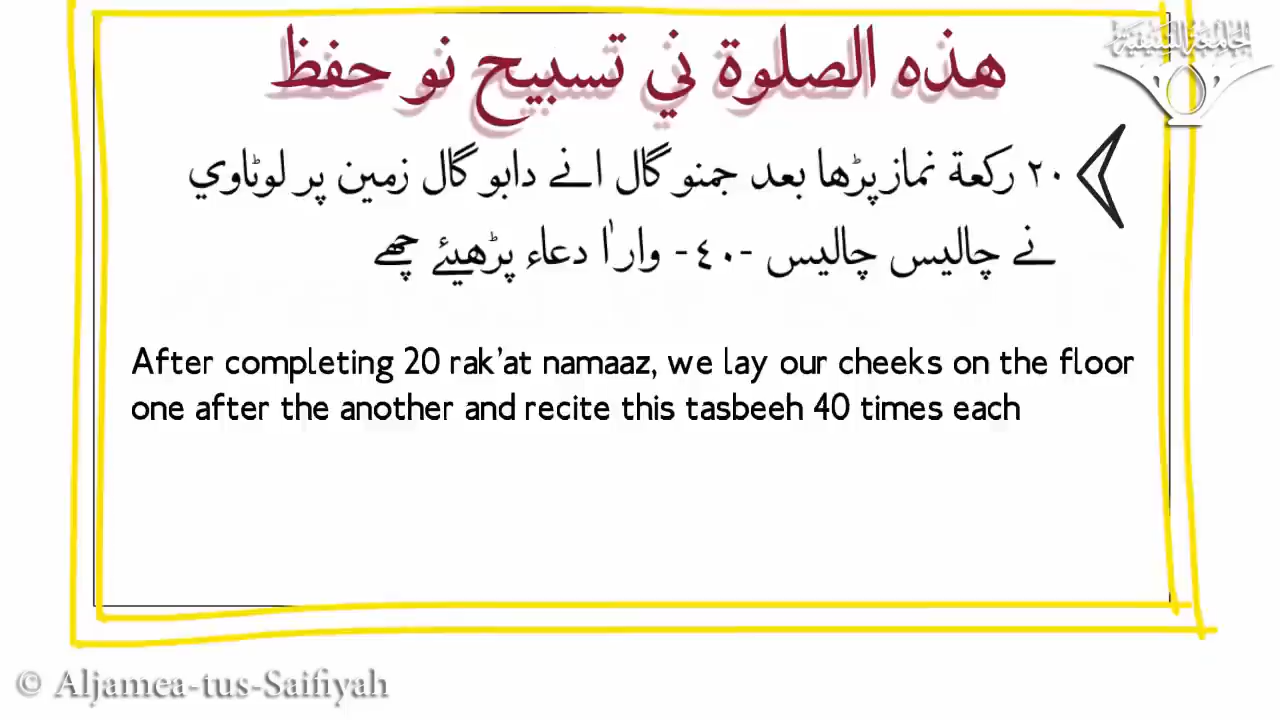 الجامعة السيفية
هذه الصلوة ني تسبيح نو حفظ
٢٠ ركعة نماز پڑھا بعد جمنو گال انے دابو گال زمين پر لوٹاوي
نے چاليس چاليس -٤٠- وارا دعاء پڑھيئے چھے
After completing 20 rak'at namaaz, we lay our cheeks on the floor
one after the another and recite this tasbeeh 40 times each
© Aljamea-tus-Saifiyah